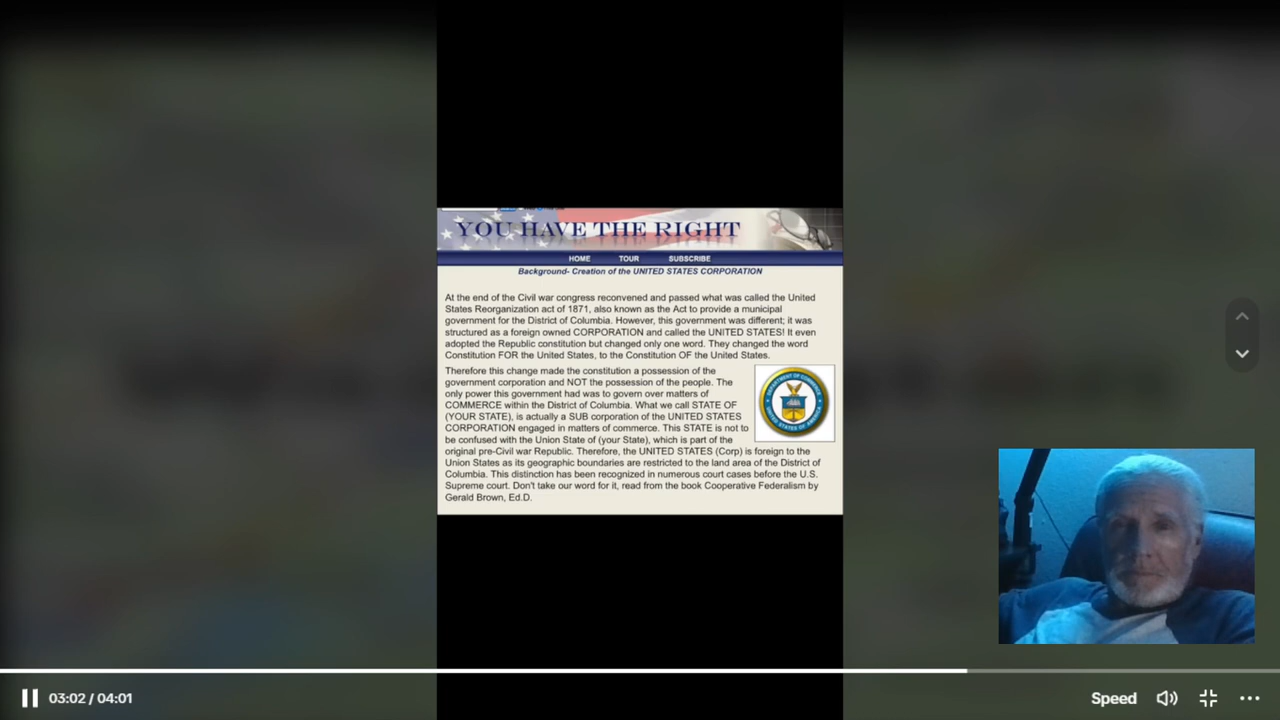 YOU HAVE THE RIGHT
HOME TOUR SUBSCRIBE
Background- Creation of the UNITED STATES CORPORATION
At the end of the Civil war congress reconvened and passed what was called the United
States Reorganization act of 1871, also known as the Act to provide a municipal
government for the District of Columbia. However, this government was different; it was
structured as a foreign owned CORPORATION and called the UNITED STATES! It even
adopted the Republic constitution but changed only one word. They changed the word
Constitution FOR the United States, to the Constitution OF the United States.
Therefore this change made the constitution a possession of the
government corporation and NOT the possession of the people. The
only power this government had was to govern over matters of
COMMERCE within the District of Columbia. What we call STATE OF
(YOUR STATE), is actually a SUB corporation of the UNITED STATES
CORPORATION engaged in matters of commerce. This STATE is not to
be confused with the Union State of (your State), which is part of the
original pre-Civil war Republic. Therefore, the UNITED STATES (Corp) is foreign to the
Union States as its geographic boundaries are restricted to the land area of the District of
Columbia. This distinction has been recognized in numerous court cases before the U.S.
Supreme court. Don't take our word for it, read from the book Cooperative Federalism by
Gerald Brown, Ed.D.
DEPARTMENT OF COMMERCE
UNITED STATES OF AMERICA
03:02 / 04:01
Speed